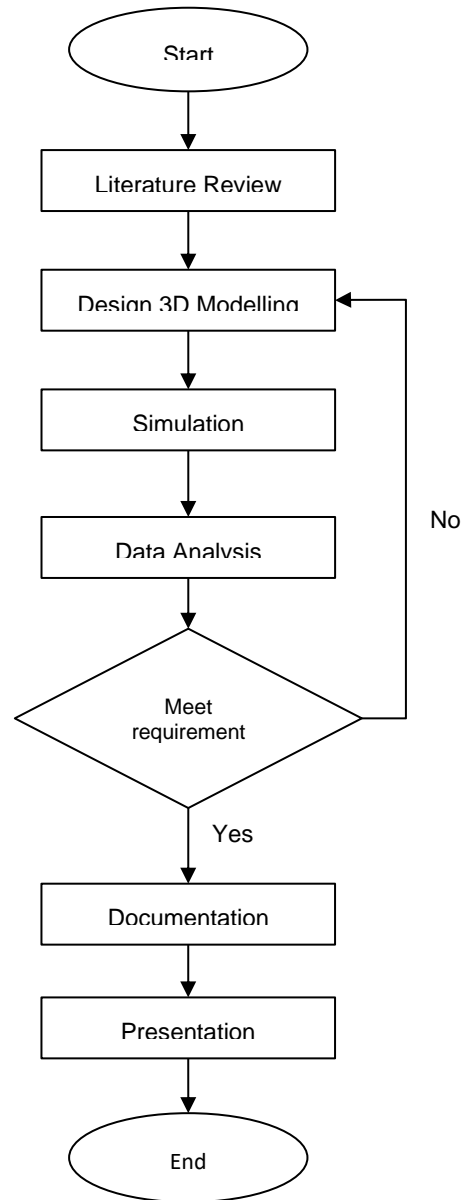 Start
Literature Review
Design 3D Modelling
Simulation
Data Analysis
No
Meet
requirement
Yes
Documentation
Presentation
End